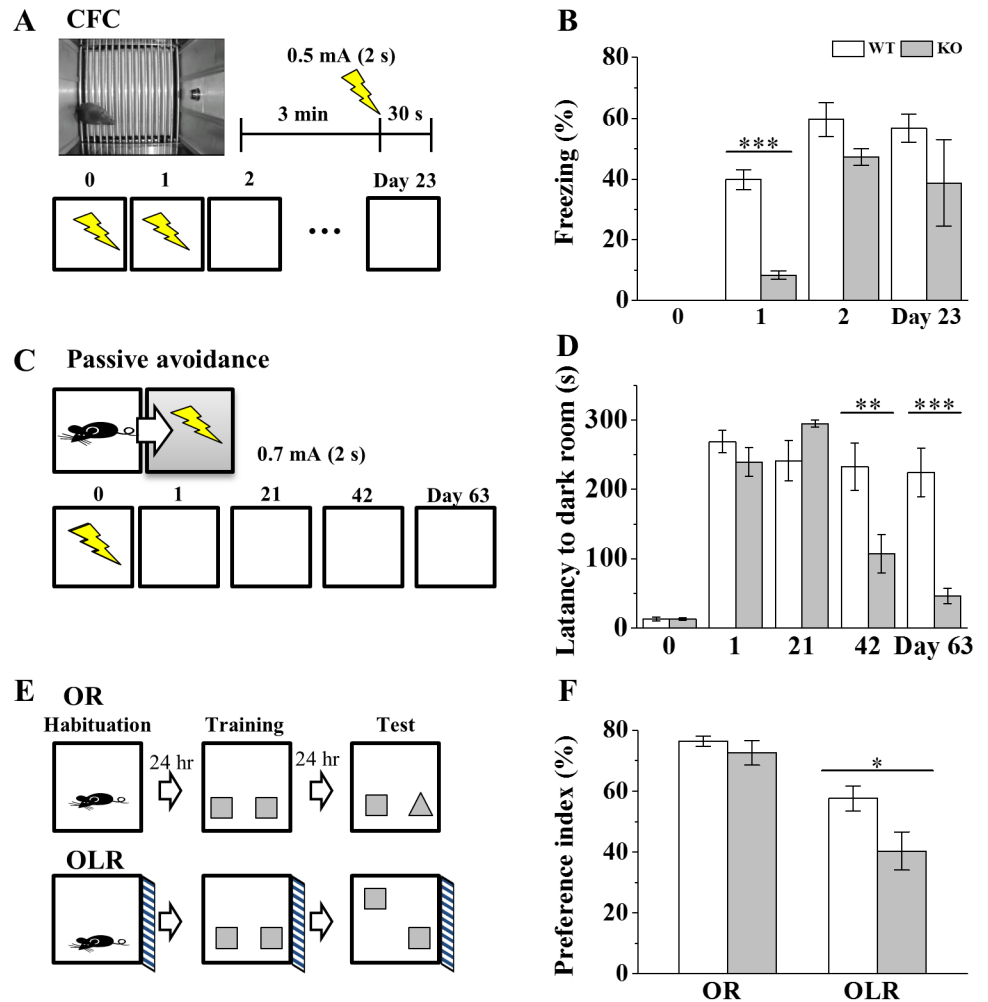 A CFC
0.5 mA (2 s)
3 min 30 s
0 1 2 Day 23
...
B
WT KO
Freezing (%)
80
60
40
20
0
***
0 1 2 Day 23
C Passive avoidance
0.7 mA (2 s)
0 1 21 42 Day 63
D
Latancy to dark room (s)
300
200
100
0
** ***
0 1 21 42 Day 63
E OR
Habituation Training Test
24 hr 24 hr
OLR
F
Preference index (%)
80
60
40
20
0
*
OR OLR